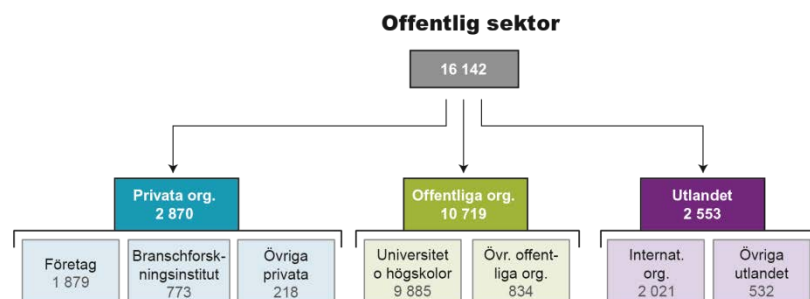 Offentlig sektor
16 142
Privata org.
2 870
Offentliga org.
10 719
Utlandet
2 553
Företag
1 879
Branschforsk-
ningsinstitut
773
Övriga
privata
218
Universitet
o högskolor
9 885
Övr. offent-
liga org.
834
Internat.
org.
2 021
Övriga
utlandet
532